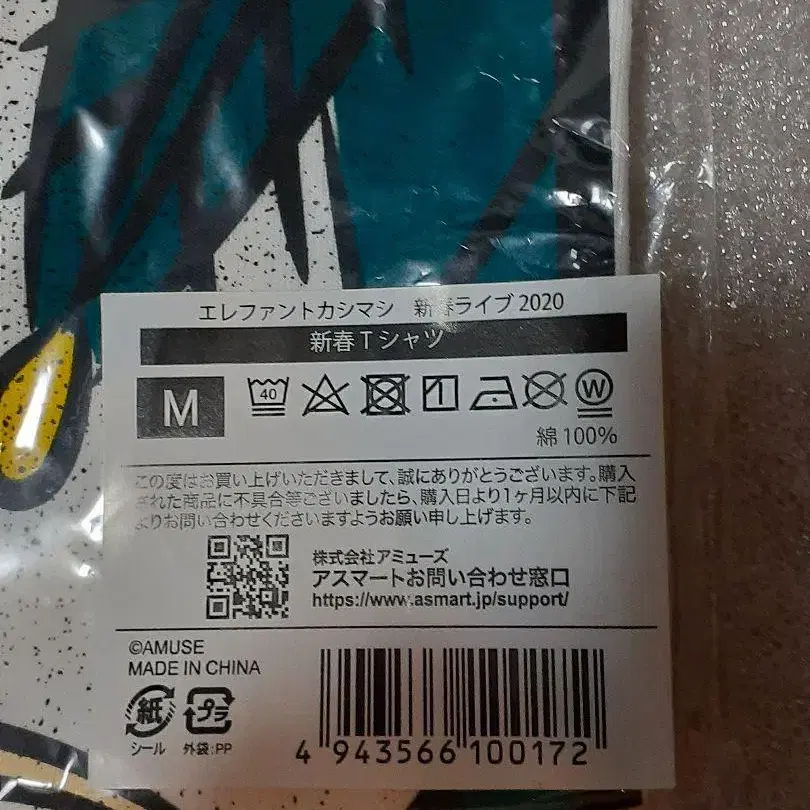 エレファントカシマシ 新春ライブ2020
新春Tシャツ
M
40
W
綿100%
この度はお買い上げいただきまして、誠にありがとうございます。購入
された商品に不具合等ございましたら、購入日より1ヶ月以内に下記
よりお問い合わせくださいますようお願い申し上げます。
株式会社アミューズ
アスマートお問い合わせ窓口
https://www.asmart.jp/support/
©AMUSE
MADE IN CHINA
紙 プラ
シール 外袋:PP
4 943566 100172